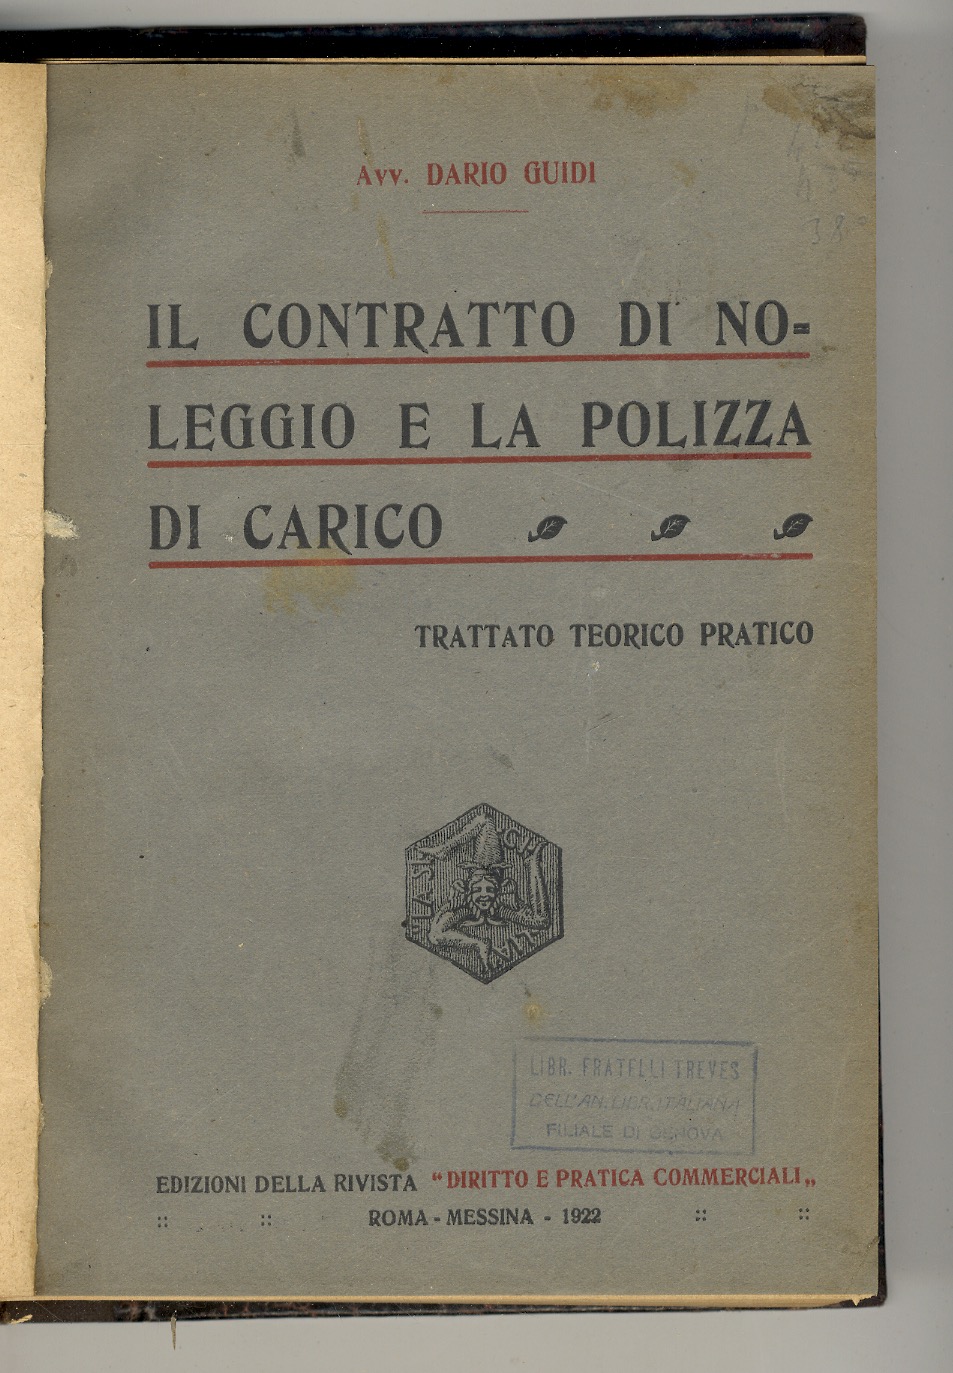 Avv. DARIO GUIDI
IL CONTRATTO DI NO=
LEGGIO E LA POLIZZA
DI CARICO
TRATTATO TEORICO PRATICO
LIBR. FRATELLI TREVES
DELL'AN. LIBR. ITALIANA
FILIALE DI GENOVA
EDIZIONI DELLA RIVISTA “DIRITTO E PRATICA COMMERCIALI„
:: :: ROMA - MESSINA - 1922 :: ::